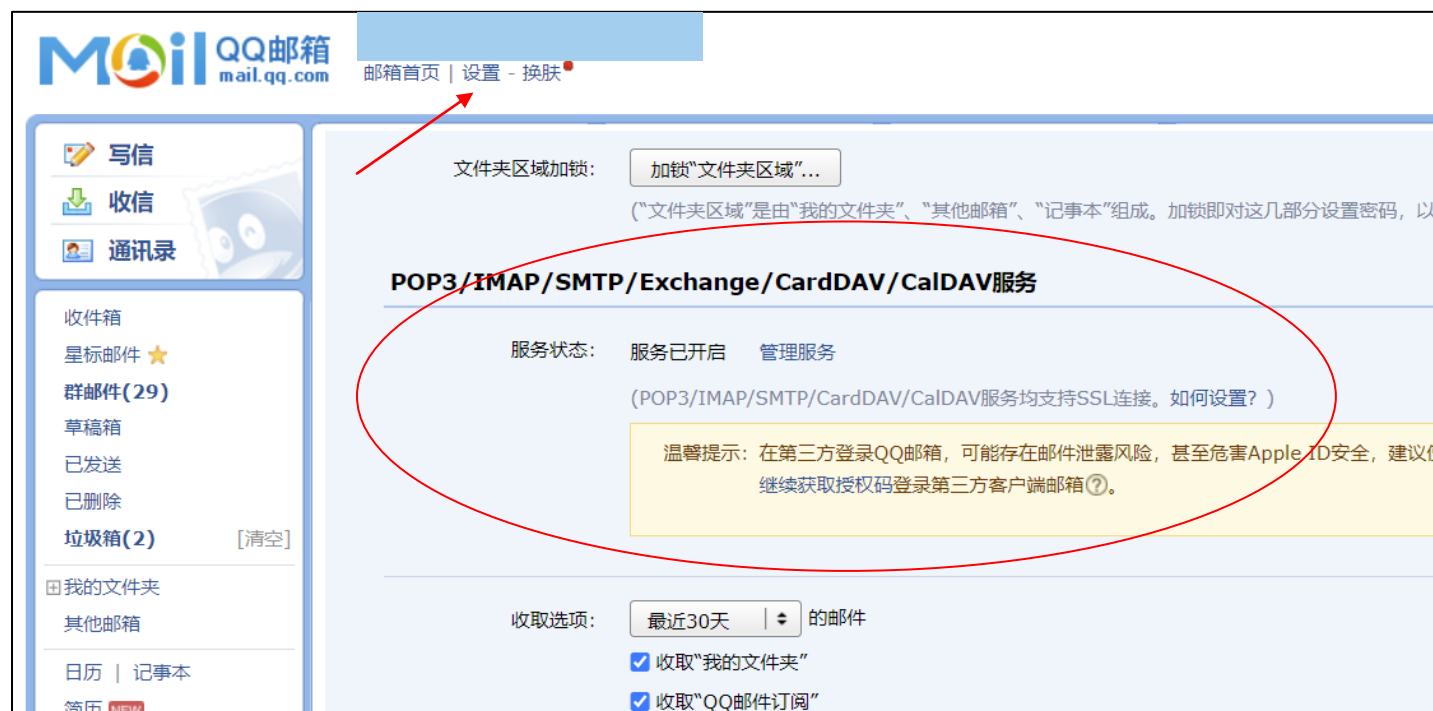 Mail QQ邮箱
mail.qq.com
邮箱首页 | 设置 - 换肤
写信
收信
通讯录
收件箱
星标邮件
群邮件(29)
草稿箱
已发送
已删除
垃圾箱(2) [清空]
我的文件夹
其他邮箱
日历 | 记事本
简历 NEW
文件夹区域加锁: 加锁“文件夹区域”...
(“文件夹区域”是由“我的文件夹”、“其他邮箱”、“记事本”组成。加锁即对这几部分设置密码，以
POP3/IMAP/SMTP/Exchange/CardDAV/CalDAV服务
服务状态: 服务已开启 管理服务
(POP3/IMAP/SMTP/CardDAV/CalDAV服务均支持SSL连接。如何设置? )
温馨提示: 在第三方登录QQ邮箱，可能存在邮件泄露风险，甚至危害Apple ID安全，建议
继续获取授权码登录第三方客户端邮箱?。
收取选项: 最近30天 的邮件
收取“我的文件夹”
收取“QQ邮件订阅”